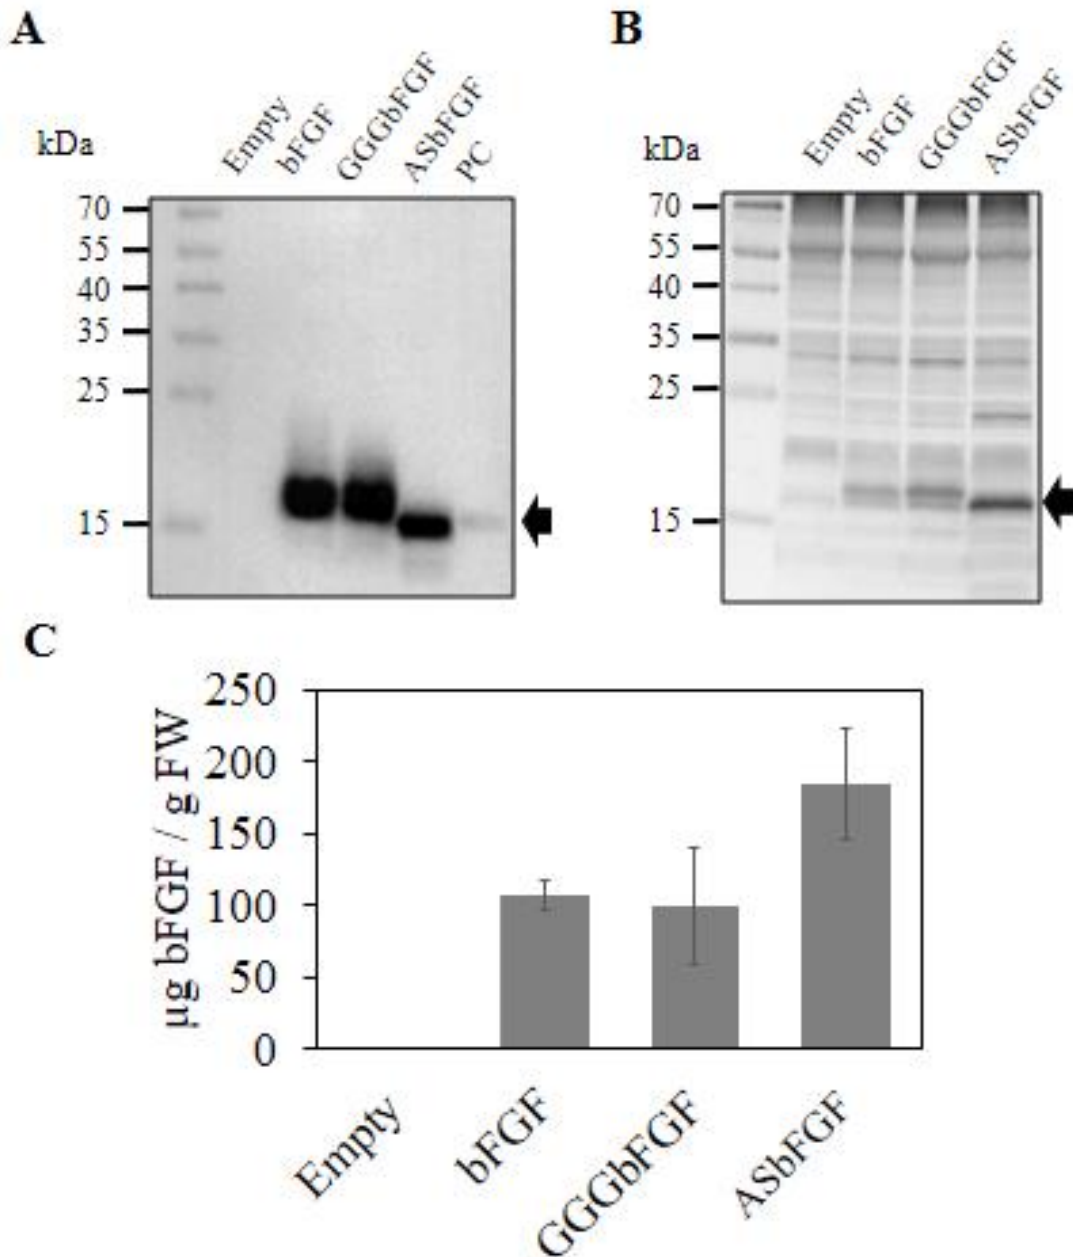 A
kDa
Empty
bFGF
GGGbFGF
ASbFGF
PC
70
55
40
35
25
15
B
kDa
Empty
bFGF
GGGbFGF
ASbFGF
70
55
40
35
25
15
C
µg bFGF / g FW
250
200
150
100
50
0
Empty
bFGF
GGGbFGF
ASbFGF